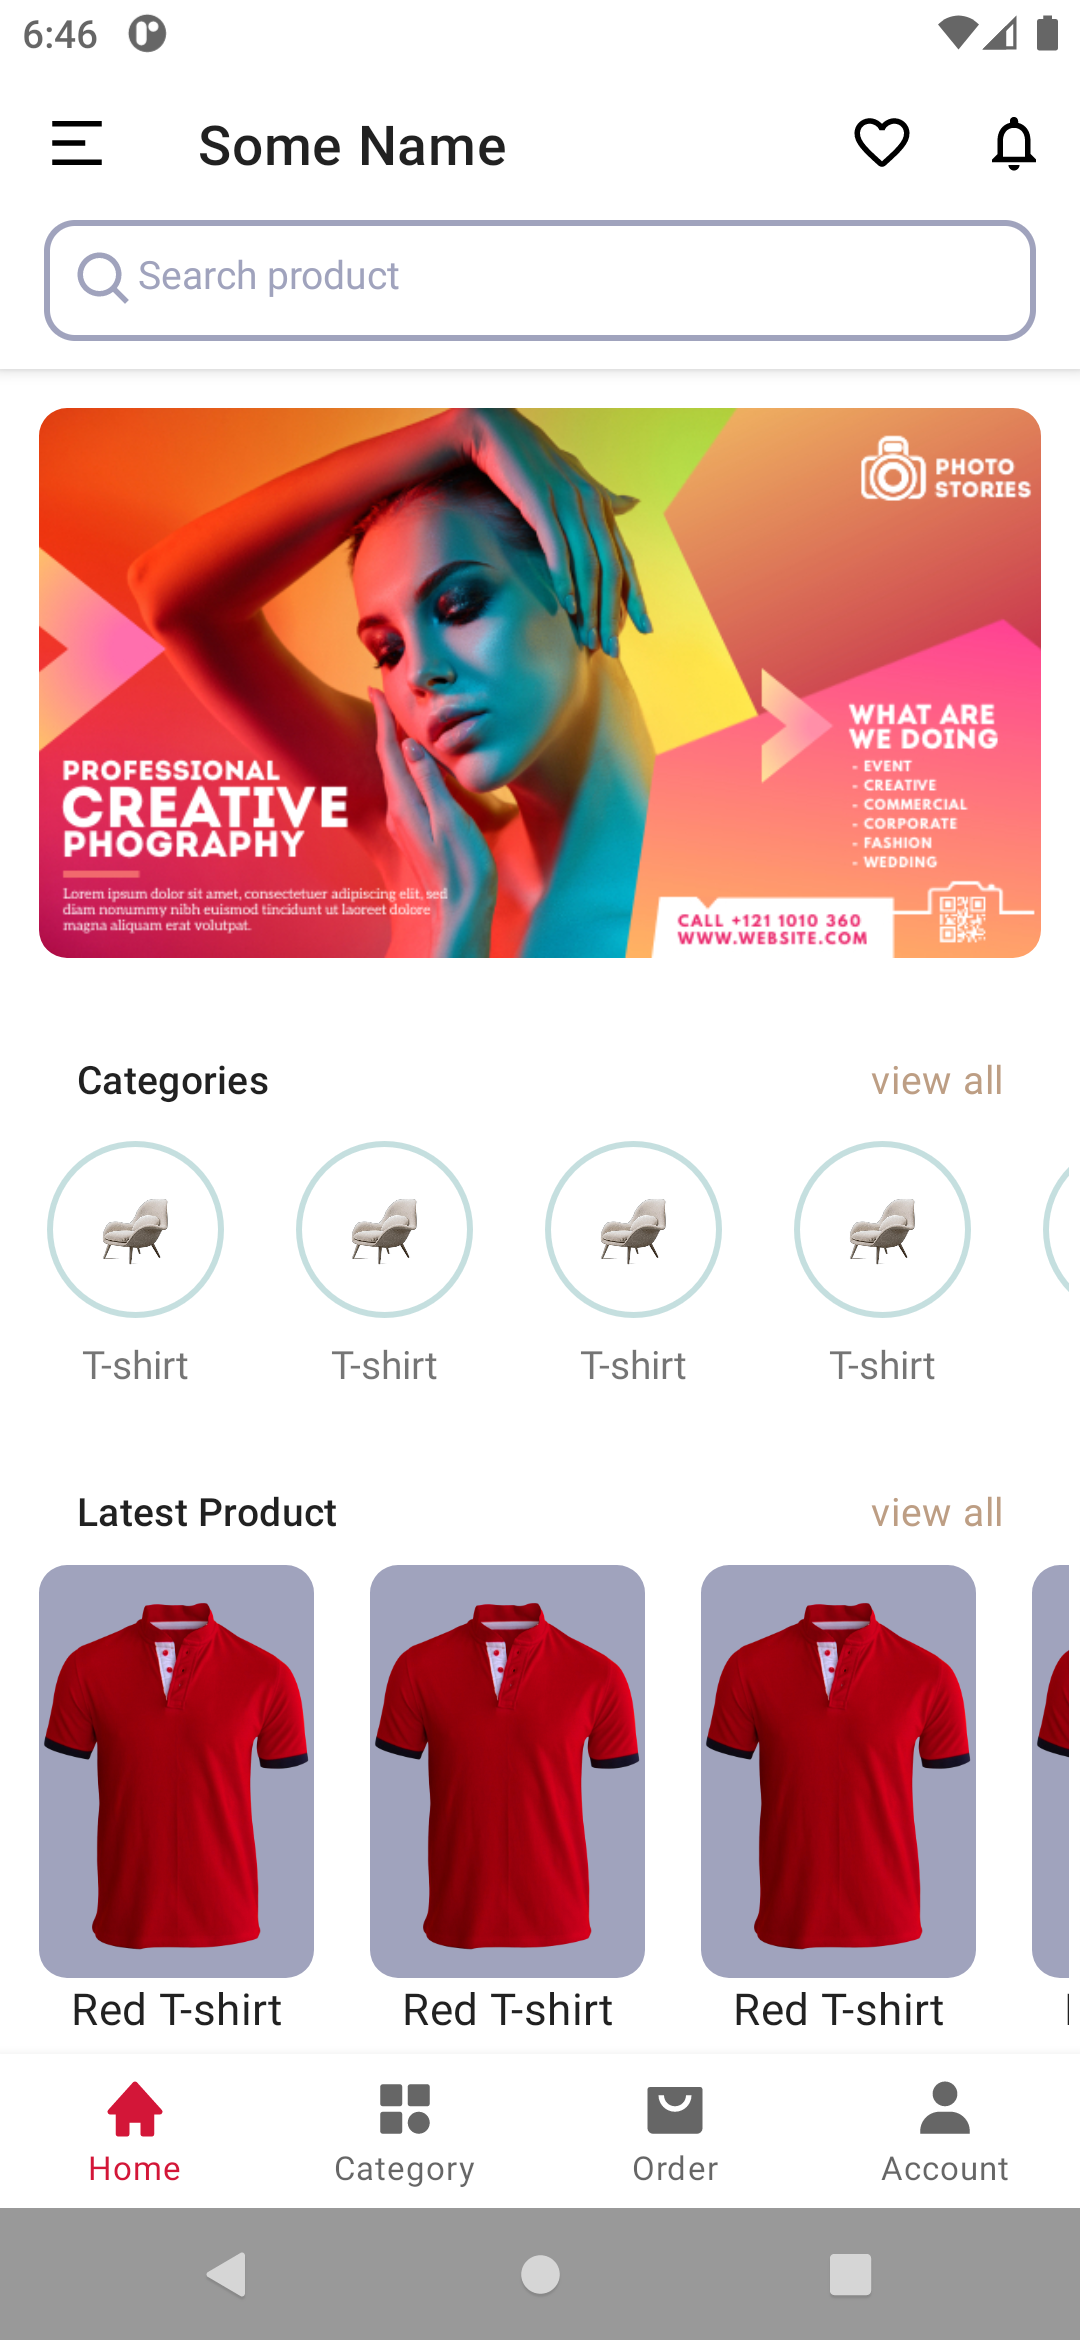 6:46
Some Name
Search product
PHOTO
STORIES
WHAT ARE
WE DOING
- EVENT
- CREATIVE
- COMMERCIAL
- CORPORATE
- FASHION
- WEDDING
PROFESSIONAL
CREATIVE
PHOGRAPHY
Lorem ipsum dolor sit amet, consectetuer adipiscing elit, sed
diam nonummy nibh euismod tincidunt ut laoreet dolore
magna aliquam erat volutpat.
CALL +121 1010 360
WWW.WEBSITE.COM
Categories view all
T-shirt T-shirt T-shirt T-shirt
Latest Product view all
Red T-shirt Red T-shirt Red T-shirt
Home Category Order Account